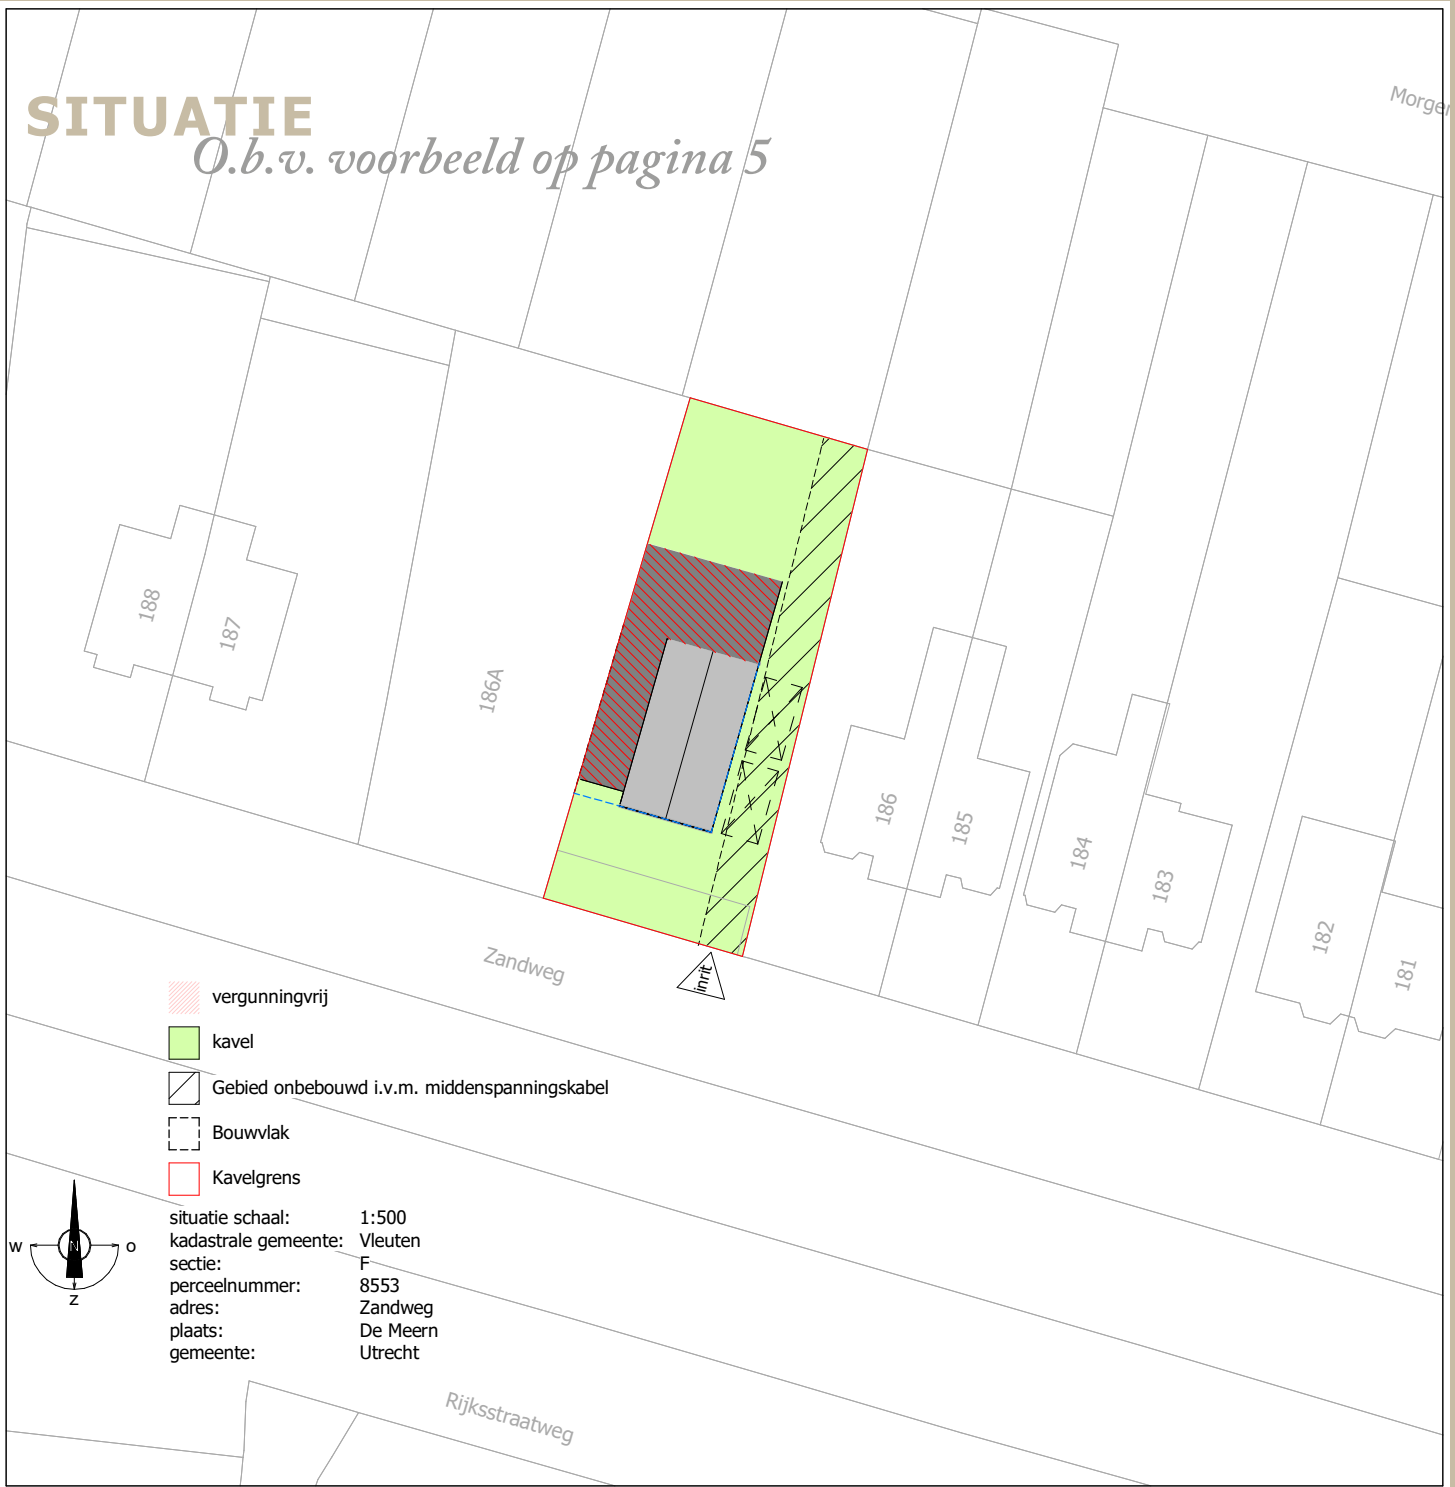 SITUATIE
O.b.v. voorbeeld op pagina 5
188
187
186A
186
185
184
183
182
181
Zandweg
inrit
vergunningvrij
kavel
Gebied onbebouwd i.v.m. middenspanningskabel
Bouwvlak
Kavelgrens
situatie schaal: 1:500
kadastrale gemeente: Vleuten
sectie: F
perceelnummer: 8553
adres: Zandweg
plaats: De Meern
gemeente: Utrecht
N
w
o
z
Rijksstraatweg